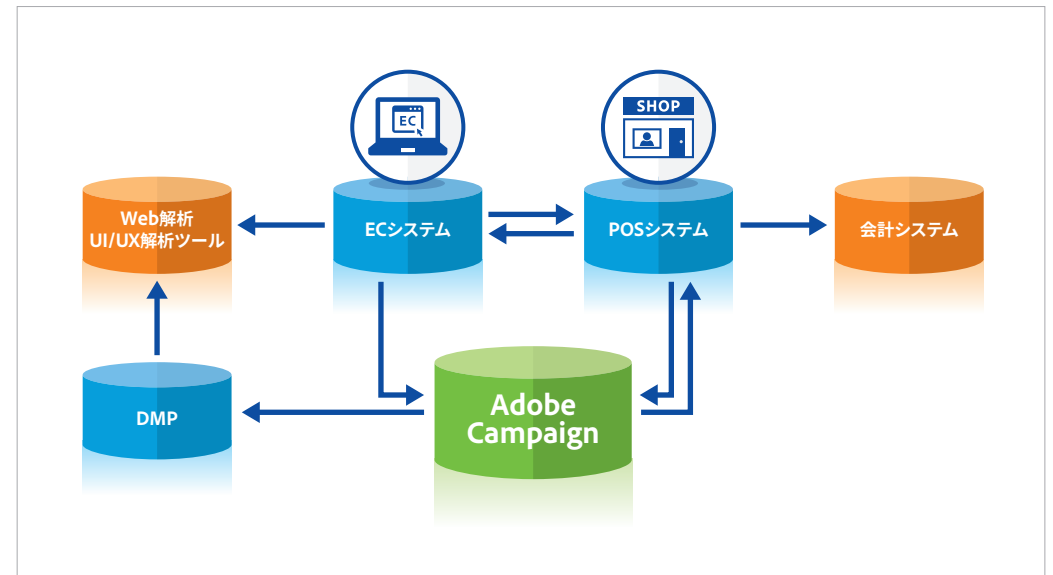 EC
SHOP
Web解析
UI/UX解析ツール
ECシステム
POSシステム
会計システム
DMP
Adobe
Campaign